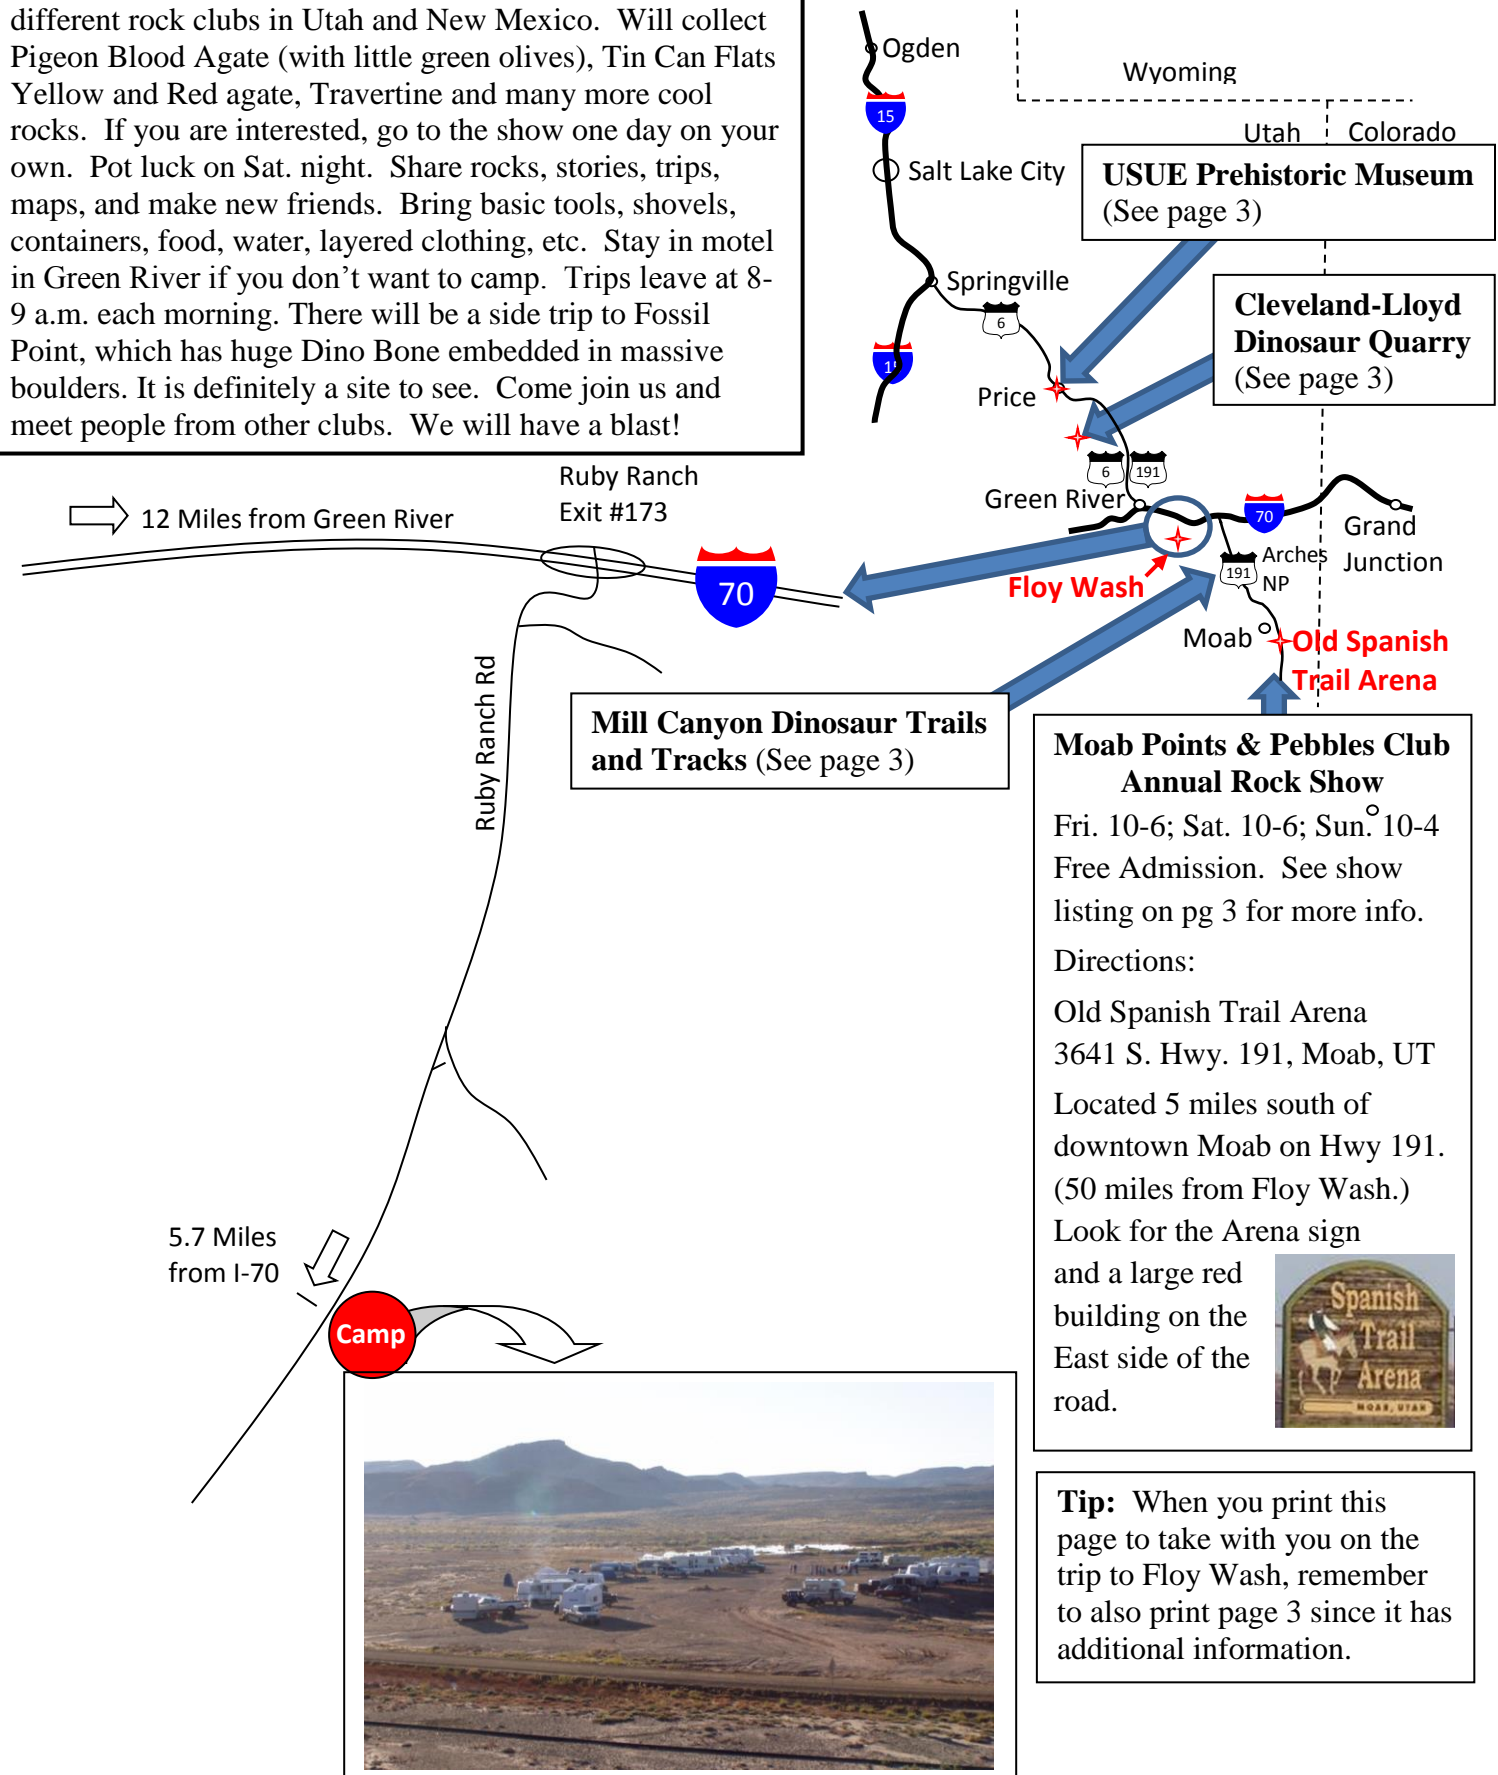 different rock clubs in Utah and New Mexico.  Will collect
Pigeon Blood Agate (with little green olives), Tin Can Flats
Yellow and Red agate, Travertine and many more cool
rocks.  If you are interested, go to the show one day on your
own.  Pot luck on Sat. night.  Share rocks, stories, trips,
maps, and make new friends.  Bring basic tools, shovels,
containers, food, water, layered clothing, etc.  Stay in motel
in Green River if you don’t want to camp.  Trips leave at 8-
9 a.m. each morning. There will be a side trip to Fossil
Point, which has huge Dino Bone embedded in massive
boulders. It is definitely a site to see.  Come join us and
meet people from other clubs.  We will have a blast!
Ogden
Wyoming
15
Utah
Colorado
Salt Lake City
USUE Prehistoric Museum
(See page 3)
Springville
6
Cleveland-Lloyd
Dinosaur Quarry
(See page 3)
15
Price
6
191
Green River
70
Grand
Junction
Arches
NP
191
Floy Wash
Moab
Old Spanish
Trail Arena
12 Miles from Green River
Ruby Ranch
Exit #173
70
Ruby Ranch Rd
Mill Canyon Dinosaur Trails
and Tracks (See page 3)
5.7 Miles
from I-70
Camp
Moab Points & Pebbles Club
Annual Rock Show
Fri. 10-6; Sat. 10-6; Sun. 10-4
Free Admission.  See show
listing on pg 3 for more info.
Directions:
Old Spanish Trail Arena
3641 S. Hwy. 191, Moab, UT
Located 5 miles south of
downtown Moab on Hwy 191.
(50 miles from Floy Wash.)
Look for the Arena sign
and a large red
building on the
East side of the
road.
Spanish
Trail
Arena
MOAB, UTAH
Tip:  When you print this
page to take with you on the
trip to Floy Wash, remember
to also print page 3 since it has
additional information.